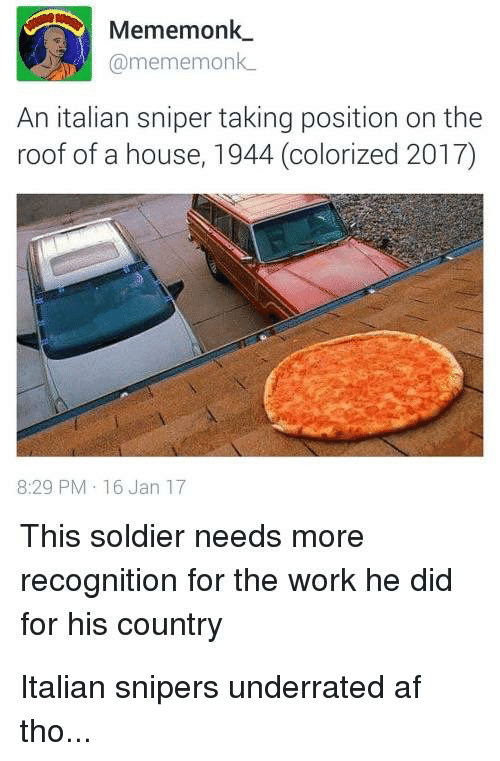 Mememonk_
@mememonk_
An italian sniper taking position on the
roof of a house, 1944 (colorized 2017)
8:29 PM · 16 Jan 17
This soldier needs more
recognition for the work he did
for his country
Italian snipers underrated af
tho...